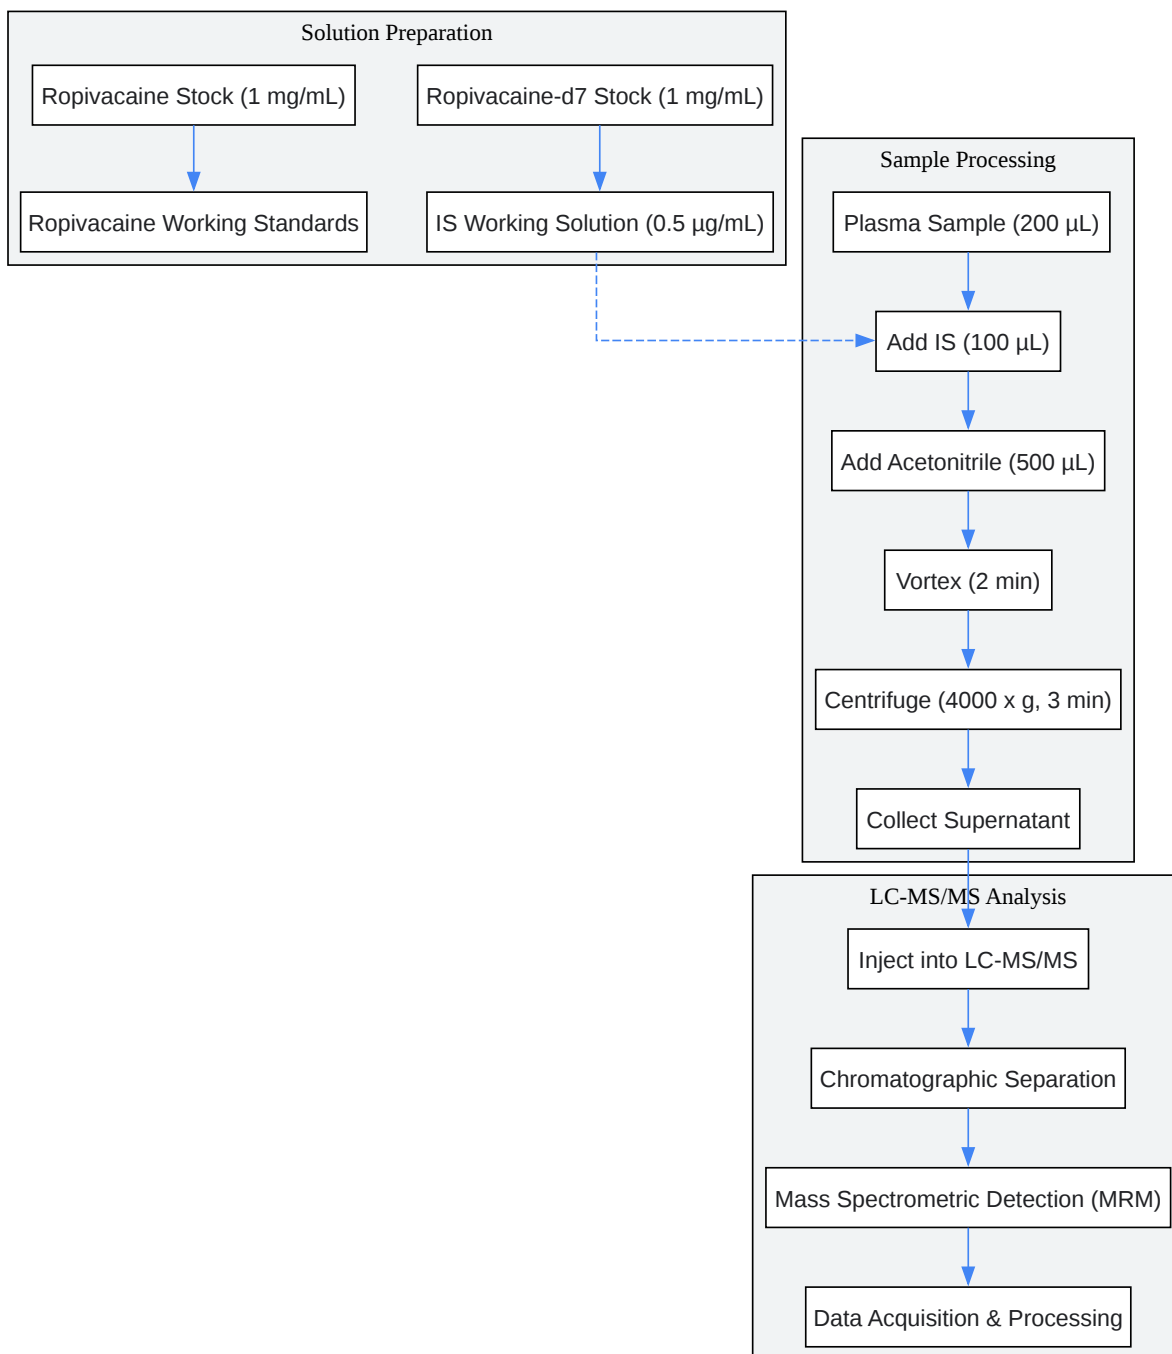 Solution Preparation
Ropivacaine Stock (1 mg/mL)
Ropivacaine-d7 Stock (1 mg/mL)
Ropivacaine Working Standards
IS Working Solution (0.5 µg/mL)
Sample Processing
Plasma Sample (200 µL)
Add IS (100 µL)
Add Acetonitrile (500 µL)
Vortex (2 min)
Centrifuge (4000 x g, 3 min)
Collect Supernatant
LC-MS/MS Analysis
Inject into LC-MS/MS
Chromatographic Separation
Mass Spectrometric Detection (MRM)
Data Acquisition & Processing